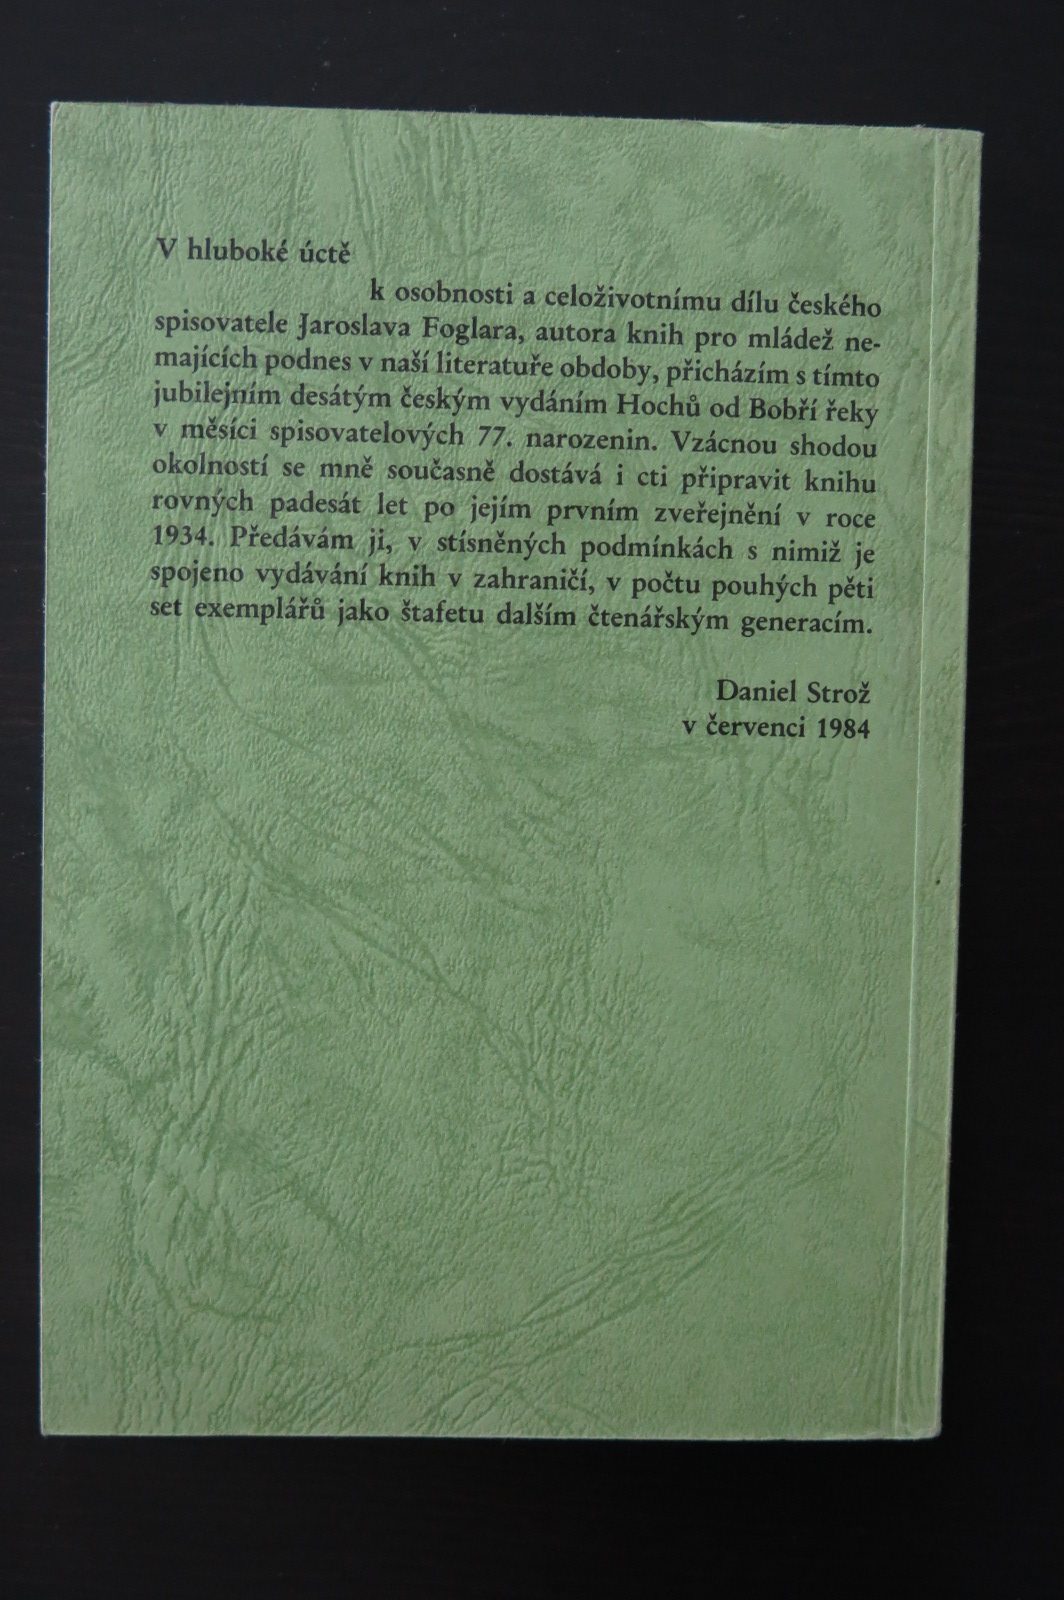 V hluboké úctě
k osobnosti a celoživotnímu dílu českého
spisovatele Jaroslava Foglara, autora knih pro mládež ne-
majících podnes v naší literatuře obdoby, přicházím s tímto
jubilejním desátým českým vydáním Hochů od Bobří řeky
v měsíci spisovatelových 77. narozenin. Vzácnou shodou
okolností se mně současně dostává i cti připravit knihu
rovných padesát let po jejím prvním zveřejnění v roce
1934. Předávám ji, v stísněných podmínkách s nimiž je
spojeno vydávání knih v zahraničí, v počtu pouhých pěti
set exemplářů jako štafetu dalším čtenářským generacím.
Daniel Strož
v červenci 1984